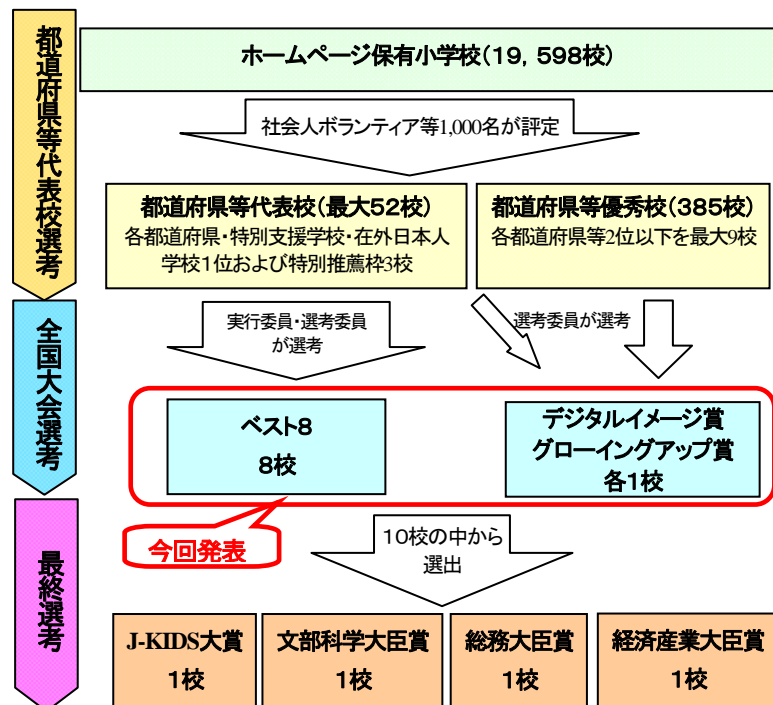 都道府県等代表校選考
ホームページ保有小学校(19,598校)
社会人ボランティア等1,000名が評定
都道府県等代表校(最大52校)
各都道府県・特別支援学校・在外日本人
学校1位および特別推薦枠3校
都道府県等優秀校(385校)
各都道府県等2位以下を最大9校
全国大会選考
実行委員・選考委員
が選考
選考委員が選考
ベスト8
8校
デジタルイメージ賞
グローイングアップ賞
各1校
今回発表
最終選考
10校の中から
選出
J-KIDS大賞
1校
文部科学大臣賞
1校
総務大臣賞
1校
経済産業大臣賞
1校